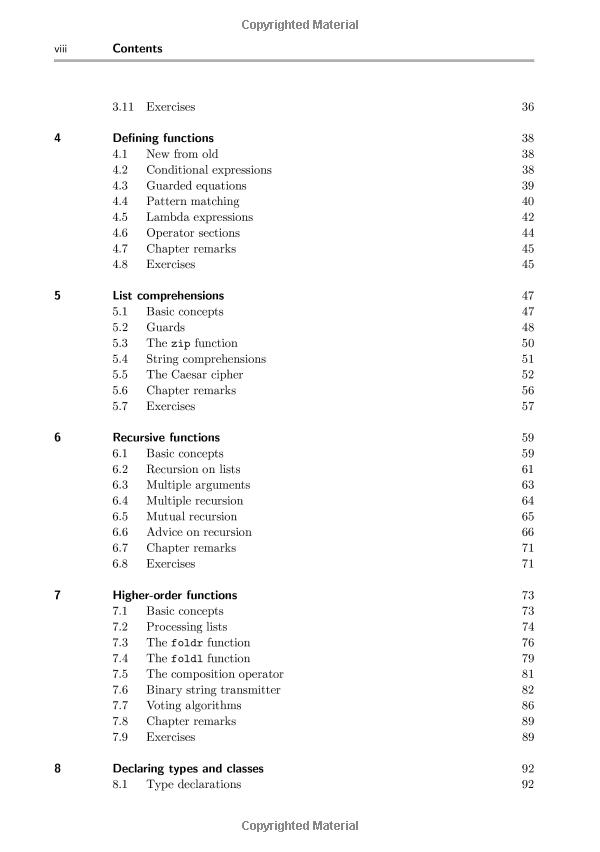 Copyrighted Material
viii Contents
3.11 Exercises 36
4 Defining functions 38
4.1 New from old 38
4.2 Conditional expressions 38
4.3 Guarded equations 39
4.4 Pattern matching 40
4.5 Lambda expressions 42
4.6 Operator sections 44
4.7 Chapter remarks 45
4.8 Exercises 45
5 List comprehensions 47
5.1 Basic concepts 47
5.2 Guards 48
5.3 The zip function 50
5.4 String comprehensions 51
5.5 The Caesar cipher 52
5.6 Chapter remarks 56
5.7 Exercises 57
6 Recursive functions 59
6.1 Basic concepts 59
6.2 Recursion on lists 61
6.3 Multiple arguments 63
6.4 Multiple recursion 64
6.5 Mutual recursion 65
6.6 Advice on recursion 66
6.7 Chapter remarks 71
6.8 Exercises 71
7 Higher-order functions 73
7.1 Basic concepts 73
7.2 Processing lists 74
7.3 The foldr function 76
7.4 The foldl function 79
7.5 The composition operator 81
7.6 Binary string transmitter 82
7.7 Voting algorithms 86
7.8 Chapter remarks 89
7.9 Exercises 89
8 Declaring types and classes 92
8.1 Type declarations 92
Copyrighted Material